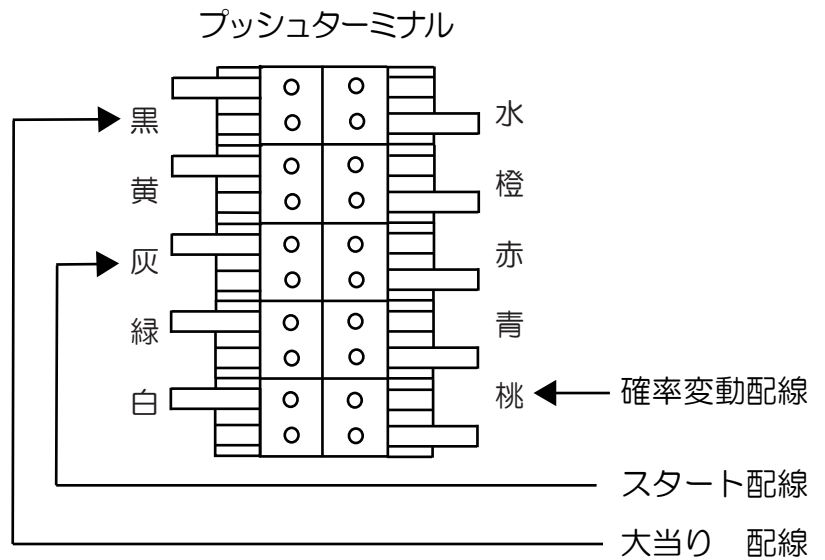 プッシュターミナル
黒
水
黄
橙
灰
赤
緑
青
白
桃
確率変動配線
スタート配線
大当り　配線